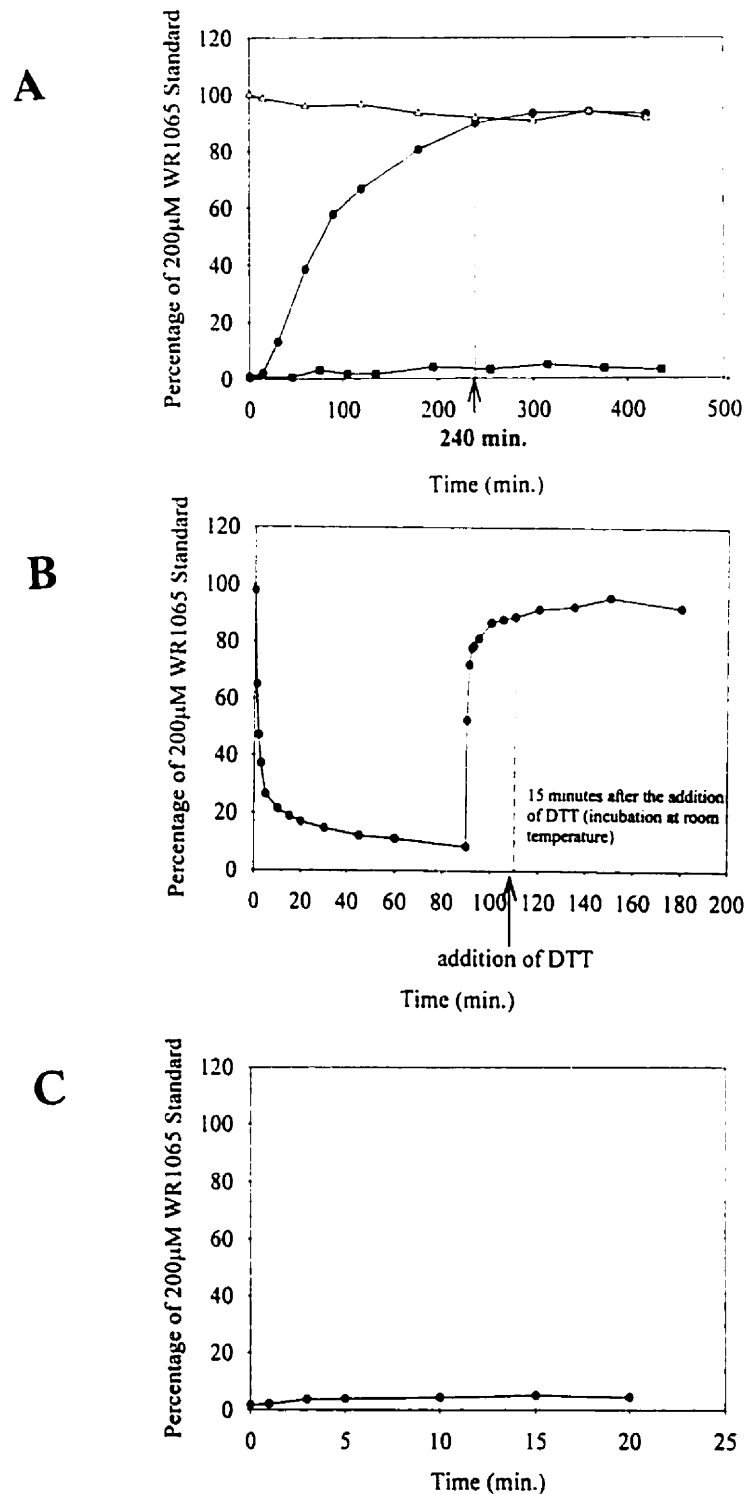 A
Percentage of 200µM WR1065 Standard
120
100
80
60
40
20
0
0 100 200 300 400 500
240 min.
Time (min.)
B
Percentage of 200µM WR1065 Standard
120
100
80
60
40
20
0
15 minutes after the addition
of DTT (incubation at room
temperature)
0 20 40 60 80 100 120 140 160 180 200
addition of DTT
Time (min.)
C
Percentage of 200µM WR1065 Standard
120
100
80
60
40
20
0
0 5 10 15 20 25
Time (min.)